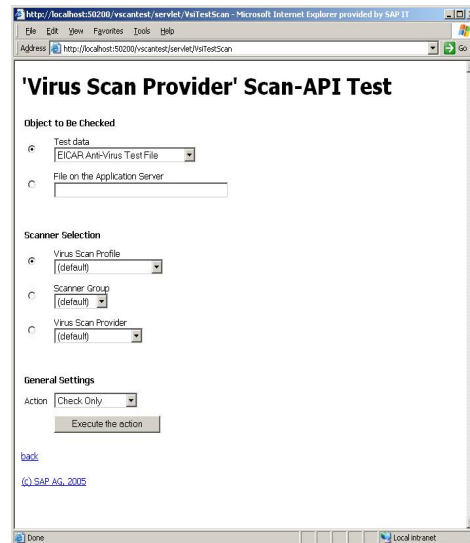 http://localhost:50200/vscantest/servlet/VsiTestScan - Microsoft Internet Explorer provided by SAP IT
File Edit View Favorites Tools Help
Address http://localhost:50200/vscantest/servlet/VsiTestScan Go
'Virus Scan Provider' Scan-API Test
Object to Be Checked
Test data
EICAR Anti-Virus Test File
File on the Application Server
Scanner Selection
Virus Scan Profile
(default)
Scanner Group
(default)
Virus Scan Provider
(default)
General Settings
Action Check Only
Execute the action
back
(c) SAP AG, 2005
Done Local intranet